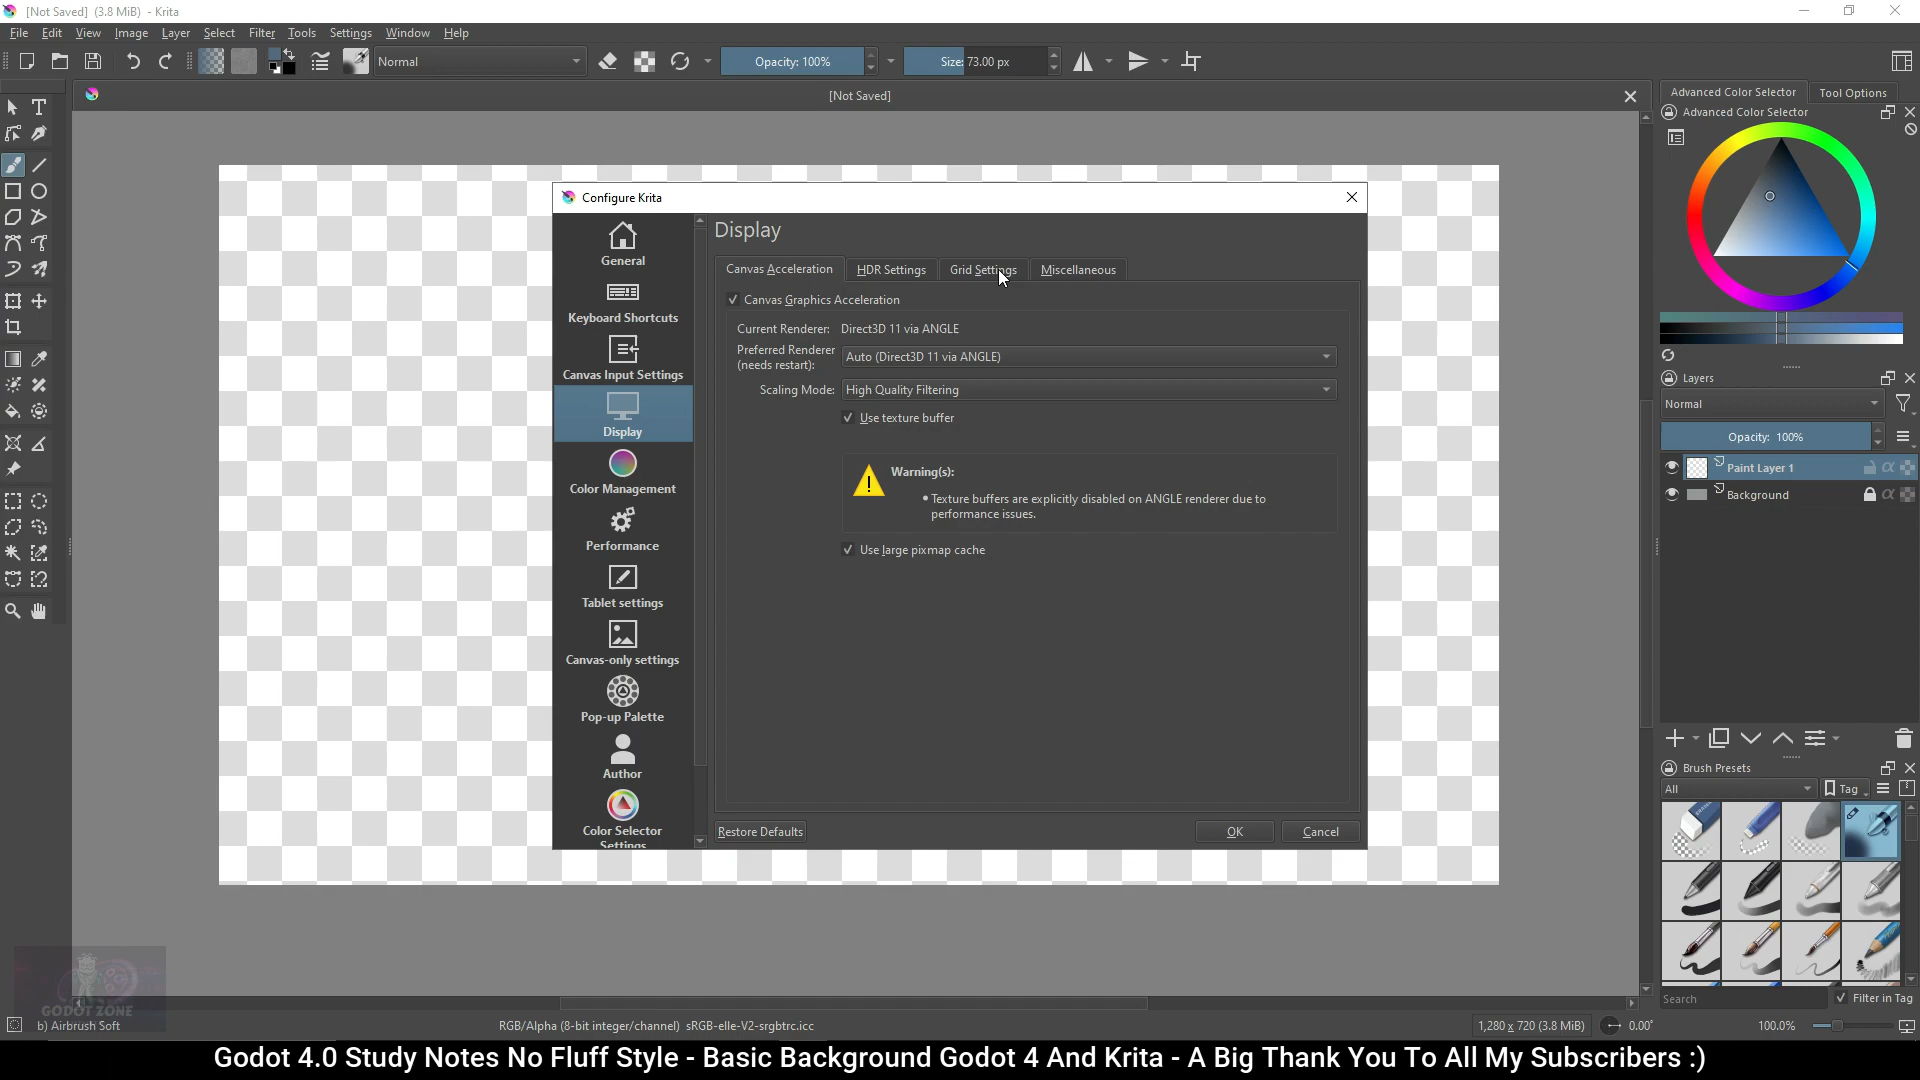 [Not Saved] (3.8 MiB) - Krita
File Edit View Image Layer Select Filter Tools Settings Window Help
Normal
Opacity: 100%
Size: 73.00 px
[Not Saved]
Advanced Color Selector
Tool Options
Advanced Color Selector
Configure Krita
General
Keyboard Shortcuts
Canvas Input Settings
Display
Color Management
Performance
Tablet settings
Canvas-only settings
Pop-up Palette
Author
Color Selector
Settings
Display
Canvas Acceleration
HDR Settings
Grid Settings
Miscellaneous
Canvas Graphics Acceleration
Current Renderer: Direct3D 11 via ANGLE
Preferred Renderer
(needs restart):
Auto (Direct3D 11 via ANGLE)
Scaling Mode: High Quality Filtering
Use texture buffer
Warning(s):
• Texture buffers are explicitly disabled on ANGLE renderer due to
performance issues.
Use large pixmap cache
Restore Defaults
OK
Cancel
Layers
Normal
Opacity: 100%
Paint Layer 1
Background
Brush Presets
All
Tag
Search
Filter in Tag
GODOT ZONE
b) Airbrush Soft
RGB/Alpha (8-bit integer/channel) sRGB-elle-V2-srgbtrc.icc
1,280 x 720 (3.8 MiB)
0.00°
100.0%
Godot 4.0 Study Notes No Fluff Style - Basic Background Godot 4 And Krita - A Big Thank You To All My Subscribers :)